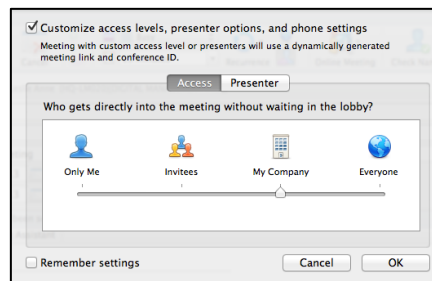 Customize access levels, presenter options, and phone settings
Meeting with custom access level or presenters will use a dynamically generated
meeting link and conference ID.
Access Presenter
Who gets directly into the meeting without waiting in the lobby?
Only Me Invitees My Company Everyone
Remember settings Cancel OK